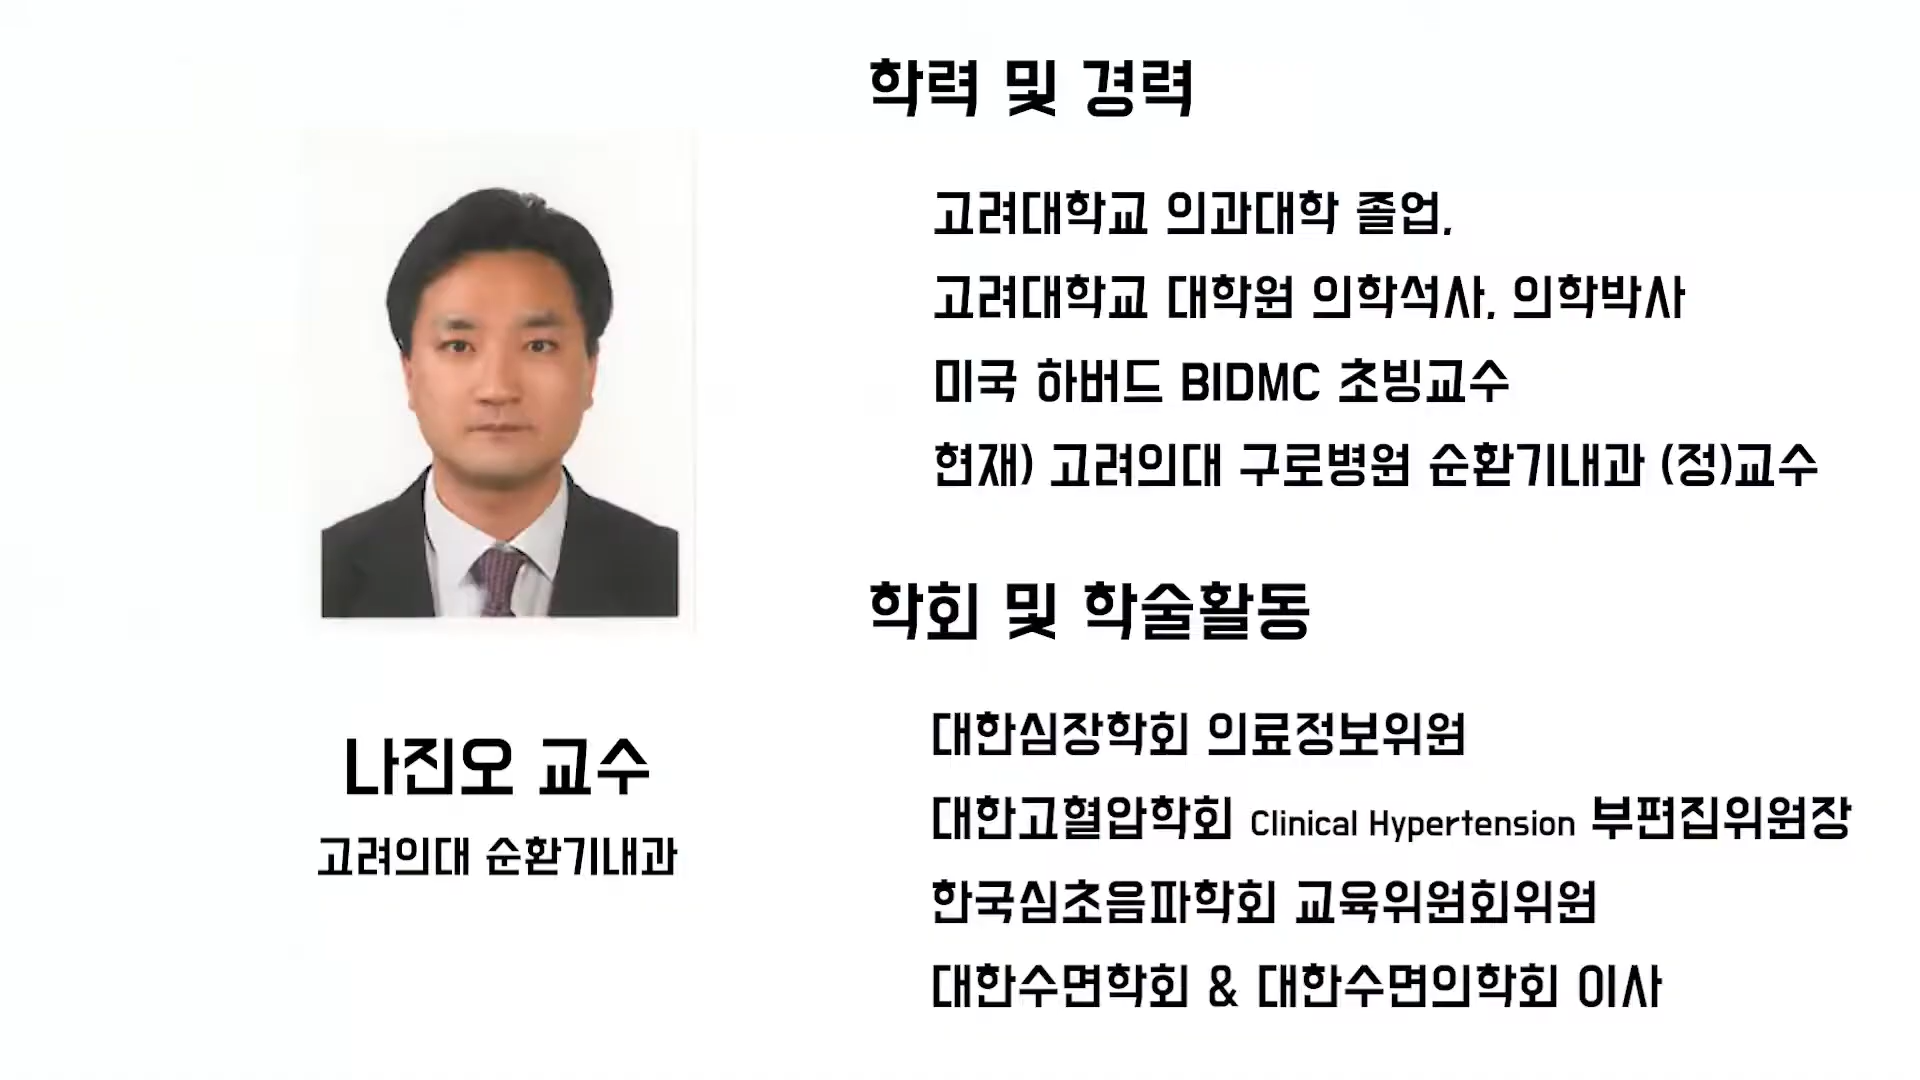 학력 및 경력
고려대학교 의과대학 졸업,
고려대학교 대학원 의학석사, 의학박사
미국 하버드 BIDMC 초빙교수
현재) 고려의대 구로병원 순환기내과 (정)교수
학회 및 학술활동
대한심장학회 의료정보위원
대한고혈압학회 Clinical Hypertension 부편집위원장
한국심초음파학회 교육위원회위원
대한수면학회 & 대한수면의학회 이사
나진오 교수
고려의대 순환기내과